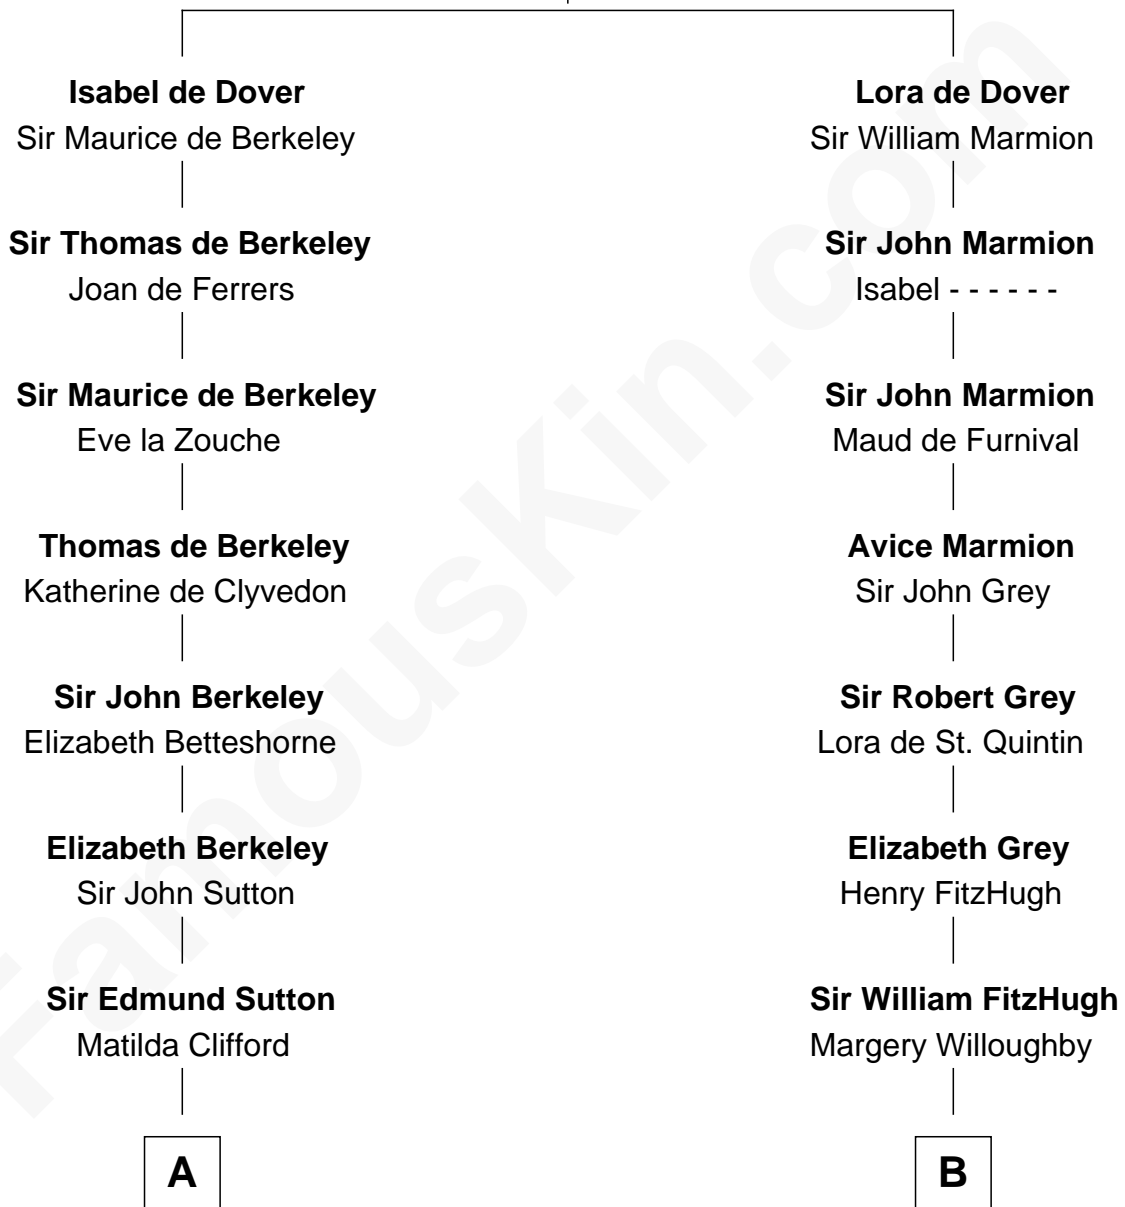 Isabel de Dover
Sir Maurice de Berkeley
Sir Thomas de Berkeley
Joan de Ferrers
Sir Maurice de Berkeley
Eve la Zouche
Thomas de Berkeley
Katherine de Clyvedon
Sir John Berkeley
Elizabeth Betteshorne
Elizabeth Berkeley
Sir John Sutton
Sir Edmund Sutton
Matilda Clifford
A
Lora de Dover
Sir William Marmion
Sir John Marmion
Isabel - - - - - -
Sir John Marmion
Maud de Furnival
Avice Marmion
Sir John Grey
Sir Robert Grey
Lora de St. Quintin
Elizabeth Grey
Henry FitzHugh
Sir William FitzHugh
Margery Willoughby
B
FamousKin.com